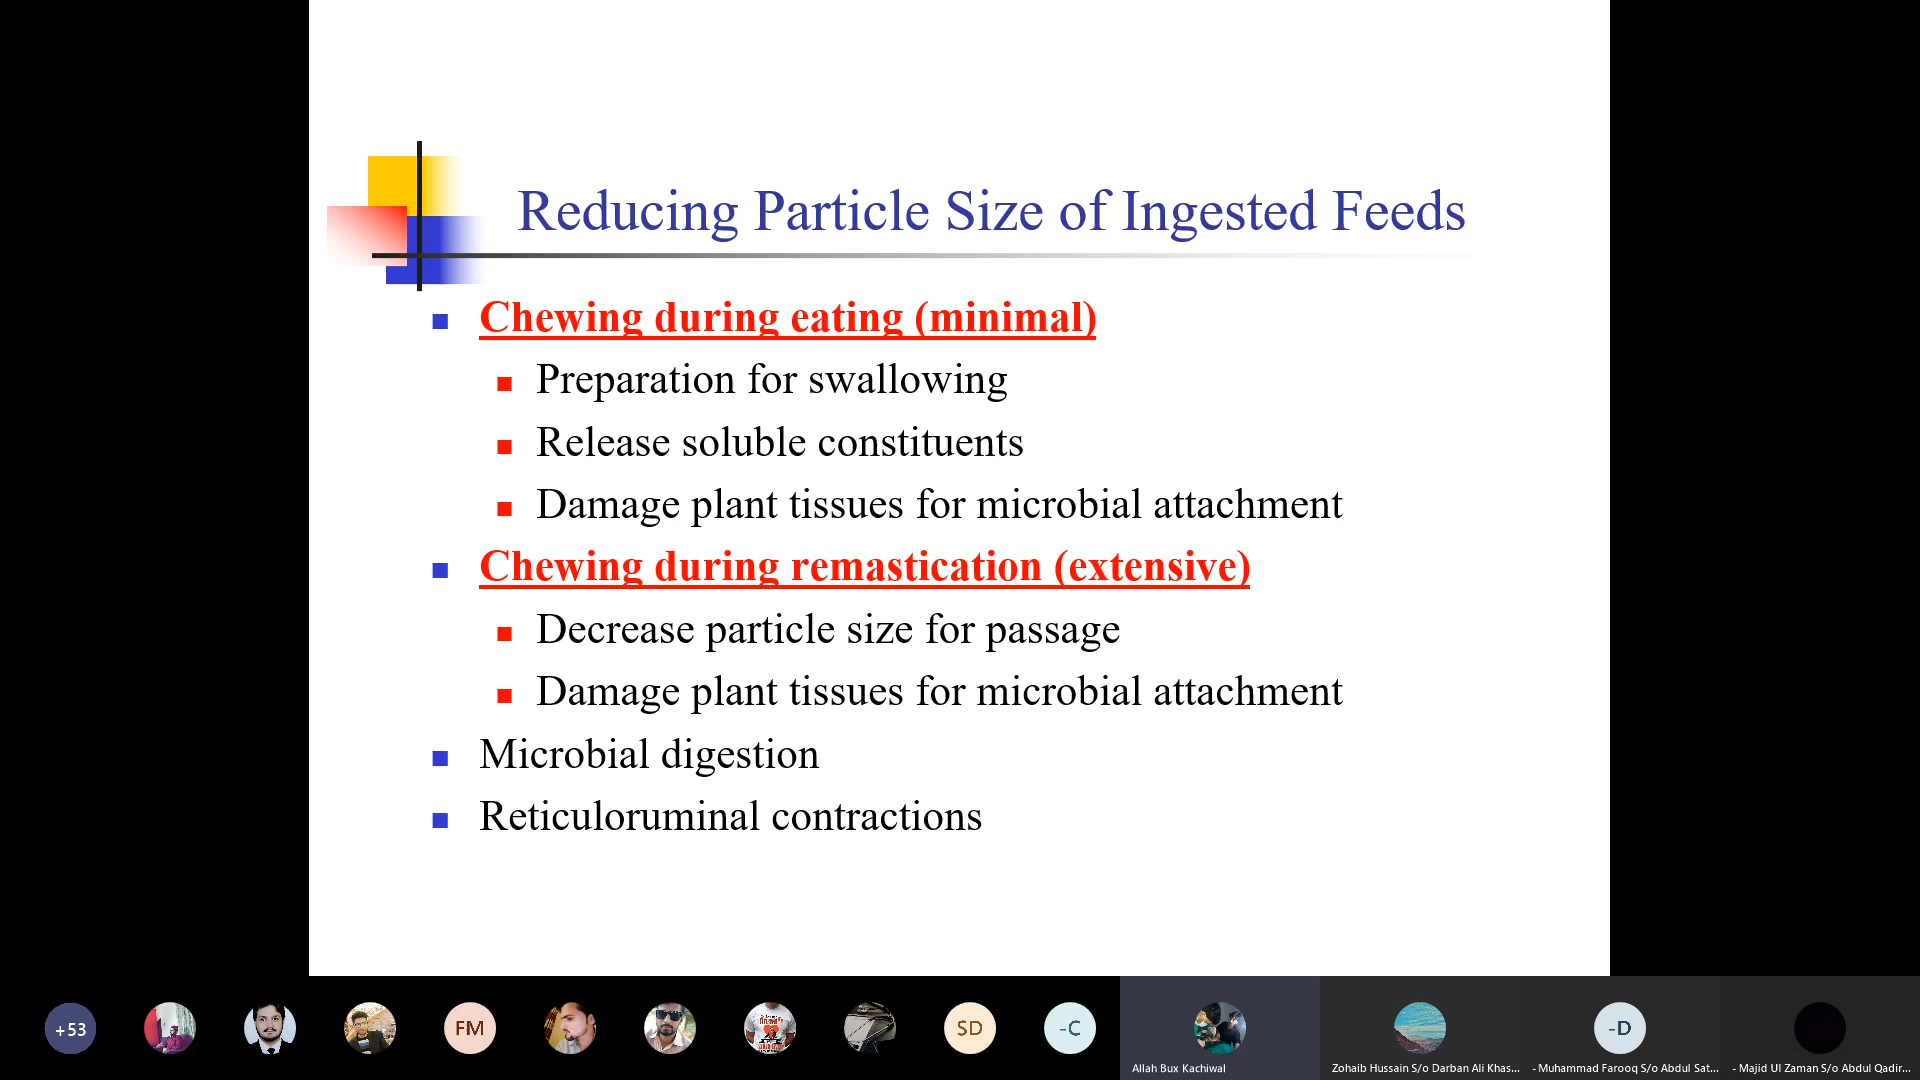 Reducing Particle Size of Ingested Feeds
Chewing during eating (minimal)
Preparation for swallowing
Release soluble constituents
Damage plant tissues for microbial attachment
Chewing during remastication (extensive)
Decrease particle size for passage
Damage plant tissues for microbial attachment
Microbial digestion
Reticuloruminal contractions
+53
FM
SD
-C
-D
Allah Bux Kachiwal
Zohaib Hussain S/o Darban Ali Khas...
- Muhammad Farooq S/o Abdul Sat...
- Majid Ul Zaman S/o Abdul Qadir...